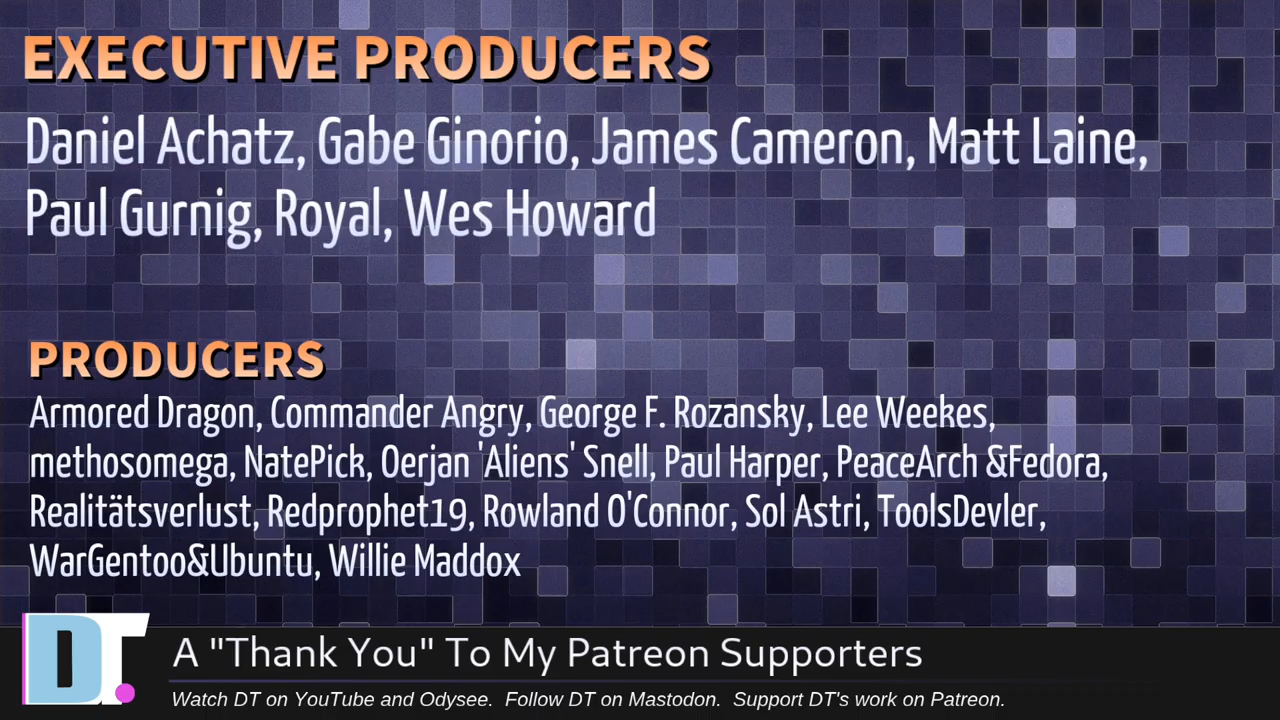 EXECUTIVE PRODUCERS
Daniel Achatz, Gabe Ginorio, James Cameron, Matt Laine,
Paul Gurnig, Royal, Wes Howard
PRODUCERS
Armored Dragon, Commander Angry, George F. Rozansky, Lee Weekes,
methosomega, NatePick, Oerjan 'Aliens' Snell, Paul Harper, PeaceArch &Fedora,
Realitätsverlust, Redprophet19, Rowland O'Connor, Sol Astri, ToolsDevler,
WarGentoo&Ubuntu, Willie Maddox
DT.
A "Thank You" To My Patreon Supporters
Watch DT on YouTube and Odysee. Follow DT on Mastodon. Support DT's work on Patreon.